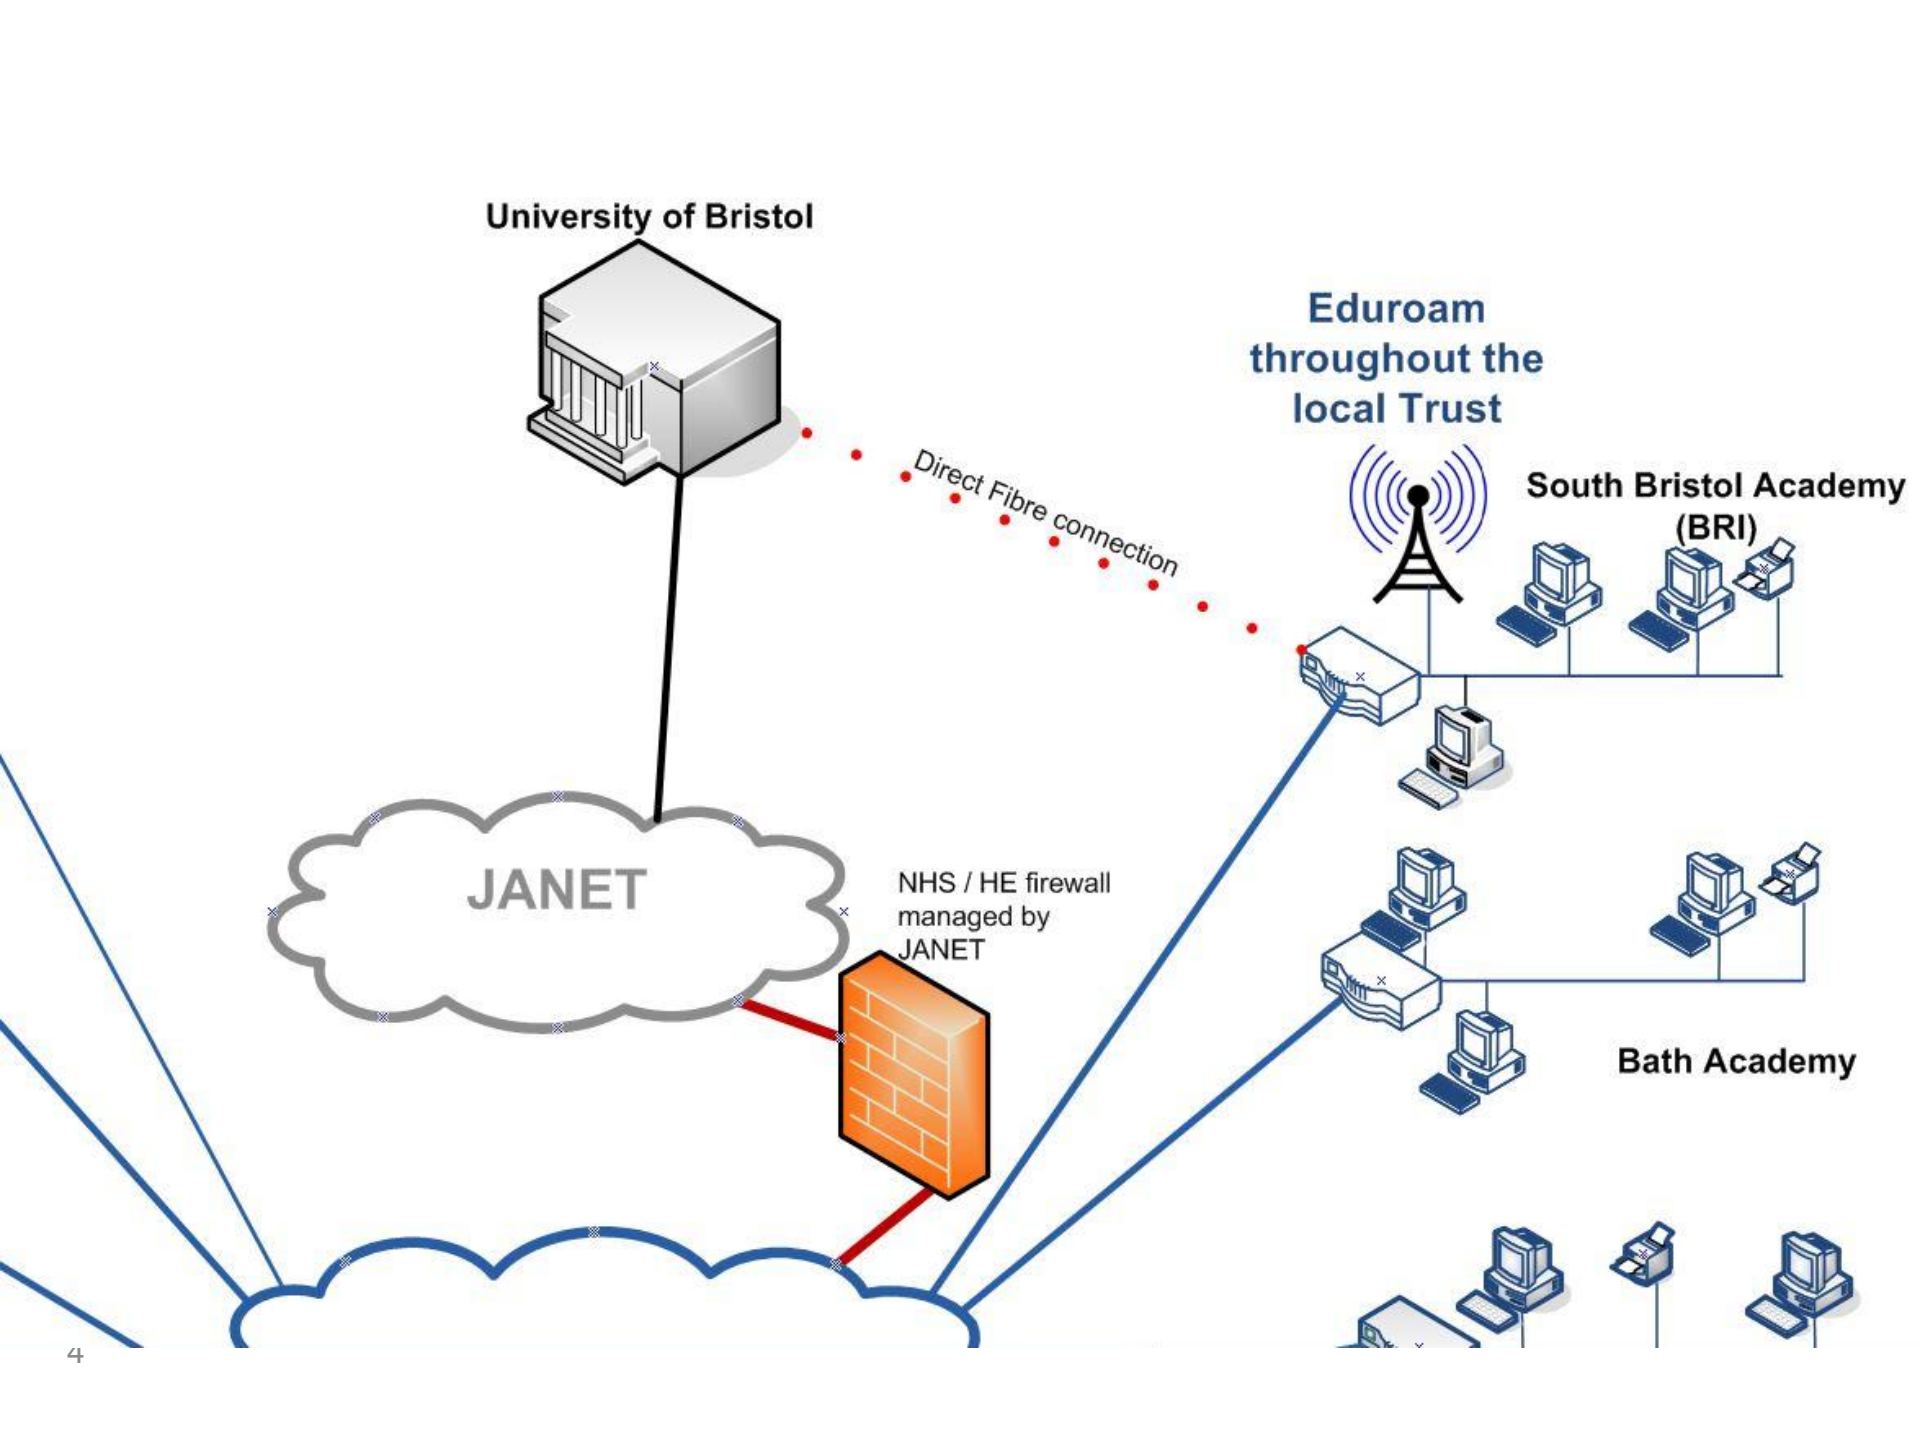 University of Bristol
Eduroam
throughout the
local Trust
Direct Fibre connection
South Bristol Academy
(BRI)
JANET
NHS / HE firewall
managed by
JANET
Bath Academy
4